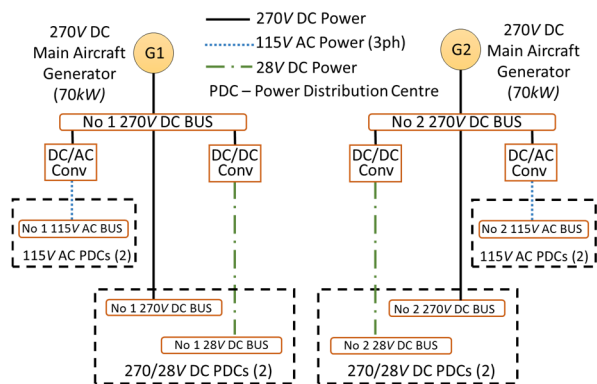 270V DC
Main Aircraft
Generator
(70kW)
G1
270V DC Power
115V AC Power (3ph)
28V DC Power
PDC – Power Distribution Centre
G2
270V DC
Main Aircraft
Generator
(70kW)
No 1 270V DC BUS
No 2 270V DC BUS
DC/AC
Conv
DC/DC
Conv
DC/DC
Conv
DC/AC
Conv
No 1 115V AC BUS
115V AC PDCs (2)
No 2 115V AC BUS
115V AC PDCs (2)
No 1 270V DC BUS
No 1 28V DC BUS
270/28V DC PDCs (2)
No 2 270V DC BUS
No 2 28V DC BUS
270/28V DC PDCs (2)